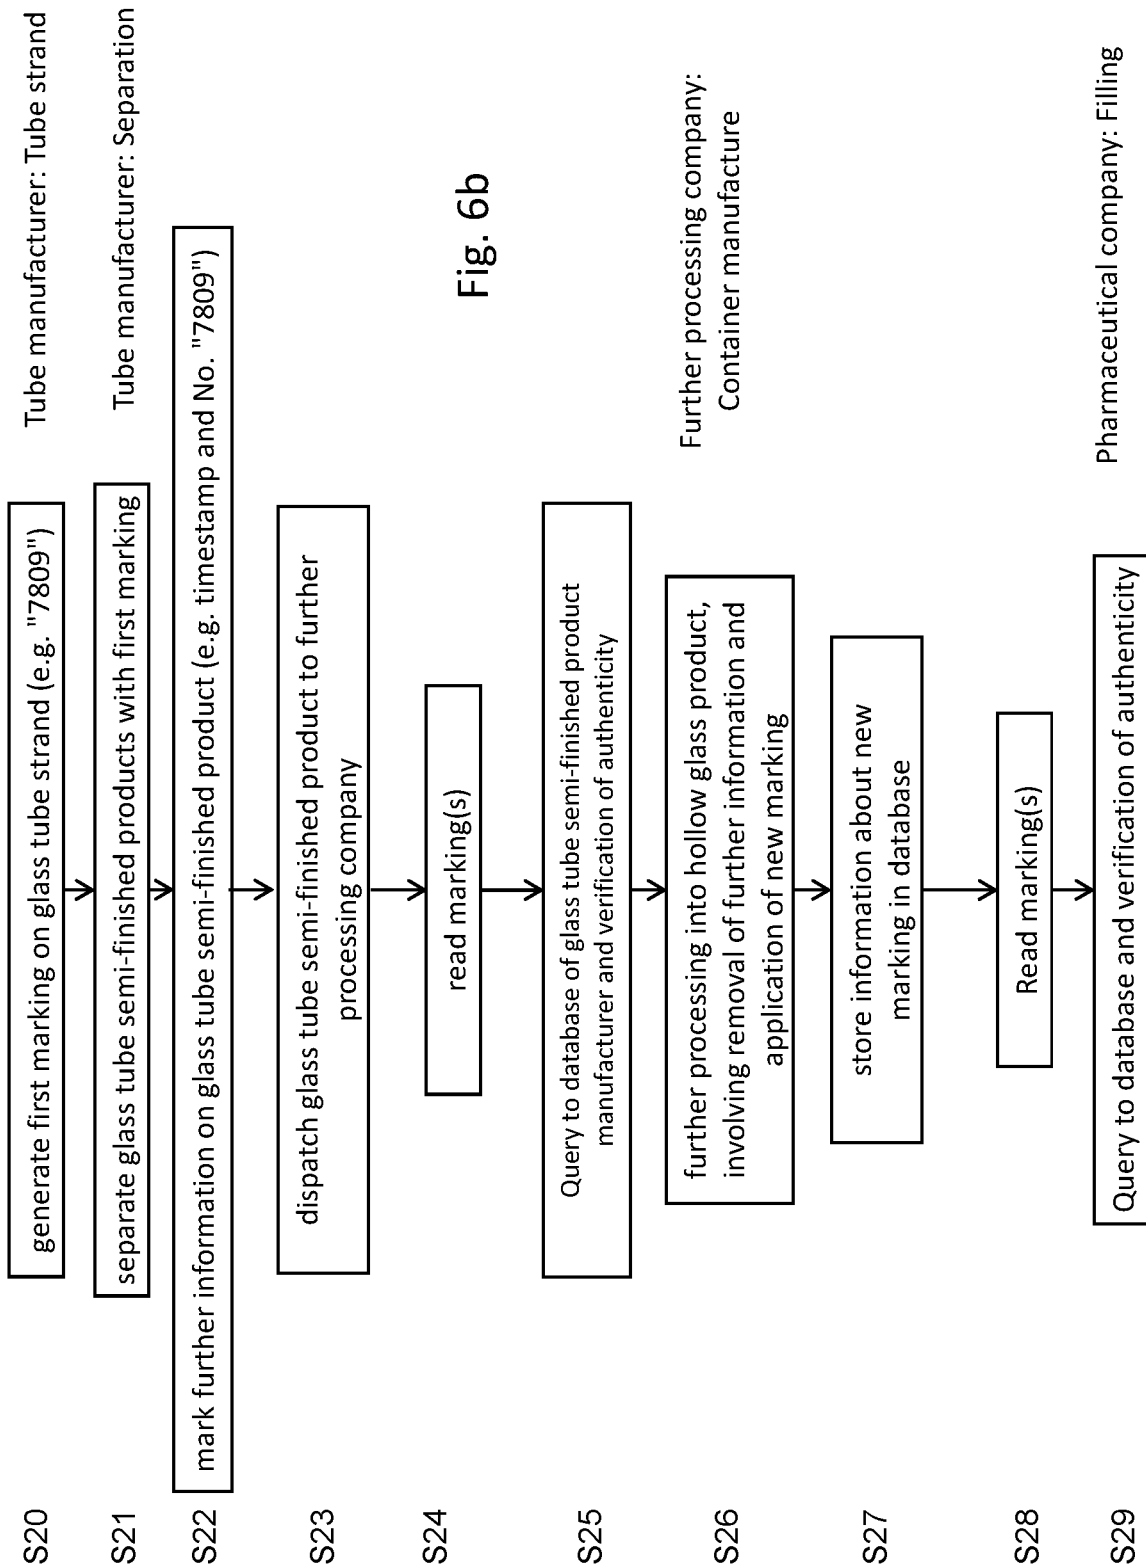 S20
generate first marking on glass tube strand (e.g. "7809")
Tube manufacturer: Tube strand
S21
separate glass tube semi-finished products with first marking
Tube manufacturer: Separation
S22
mark further information on glass tube semi-finished product (e.g. timestamp and No. "7809")
S23
dispatch glass tube semi-finished product to further
processing company
S24
read marking(s)
Fig. 6b
S25
Query to database of glass tube semi-finished product
manufacturer and verification of authenticity
S26
further processing into hollow glass product,
involving removal of further information and
application of new marking
Further processing company:
Container manufacture
S27
store information about new
marking in database
S28
Read marking(s)
S29
Query to database and verification of authenticity
Pharmaceutical company: Filling